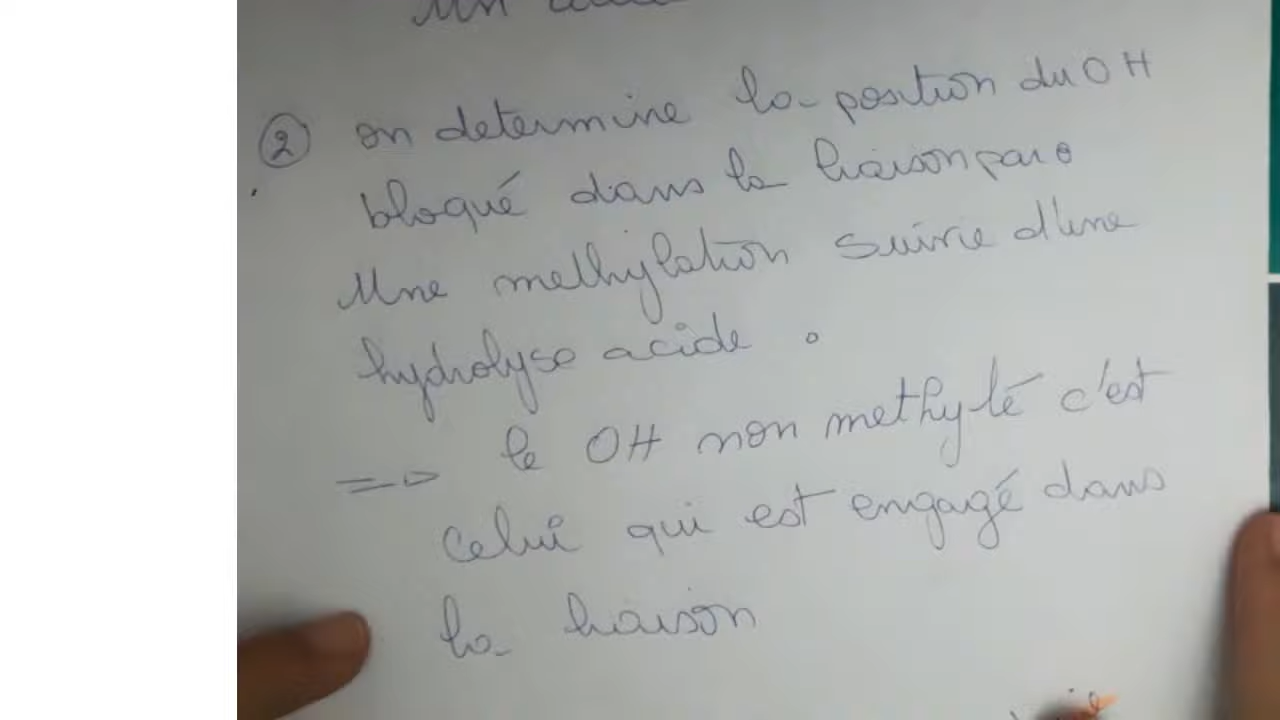 Un
② on determine la position du OH
bloqué dans la liaison par
Une methylation suivie d'une
hydrolyse acide .
=> le OH non methylé c'est
celui qui est engagé dans
la liaison